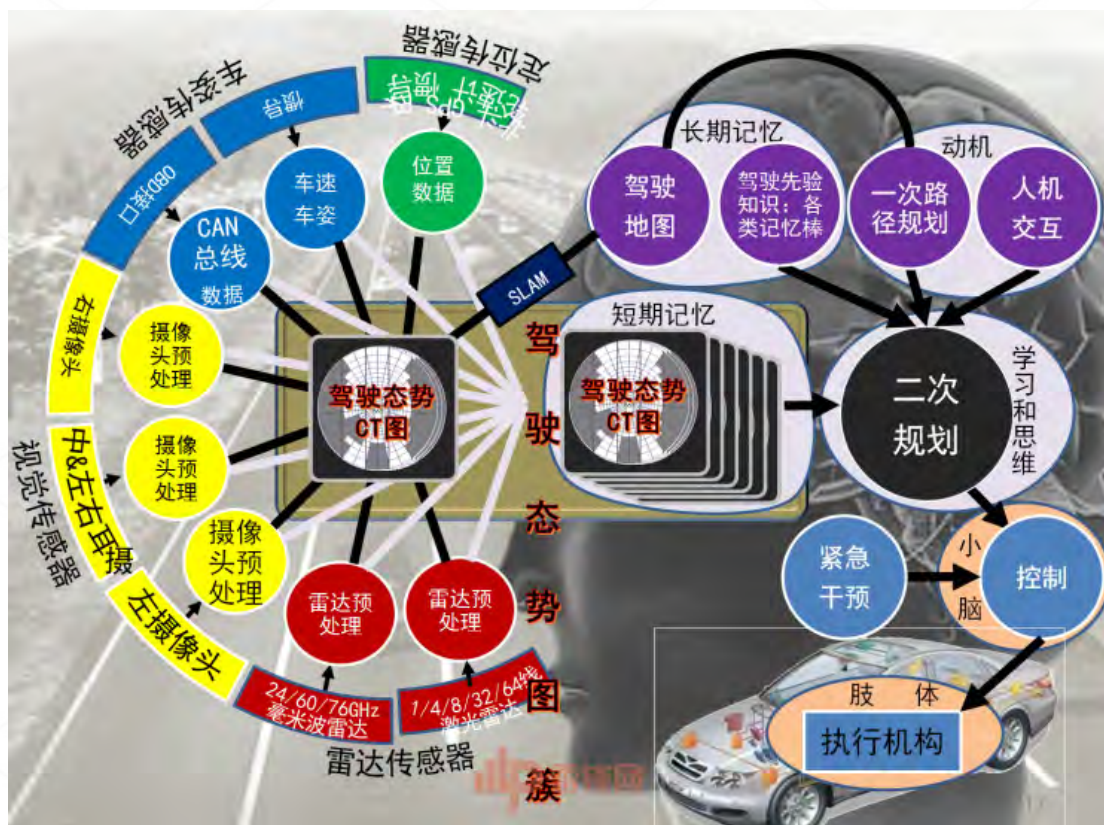 定位传感器
北斗 GPS
轮速计 惯导
位置
数据
车姿传感器
惯导
车速
车姿
OBD接口
CAN
总线
数据
右摄像头
摄像
头预
处理
视觉传感器
中&左右耳摄
摄像
头预
处理
左摄像头
摄像
头预
处理
24/60/76GHz
毫米波雷达
雷达预
处理
1/4/8/32/64线
激光雷达
雷达预
处理
雷达传感器
驾驶态势
CT图
SLAM
驾驶态势图簇
短期记忆
驾驶态势
CT图
长期记忆
驾驶
地图
驾驶先验
知识：各
类记忆棒
动机
一次路
径规划
人机
交互
二次
规划
学习和思维
紧急
干预
小脑
控制
肢 体
执行机构